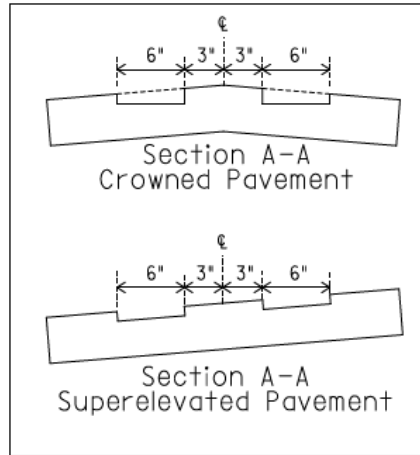 ℄
6" 3" 3" 6"
Section A-A
Crowned Pavement
℄
6" 3" 3" 6"
Section A-A
Superelevated Pavement